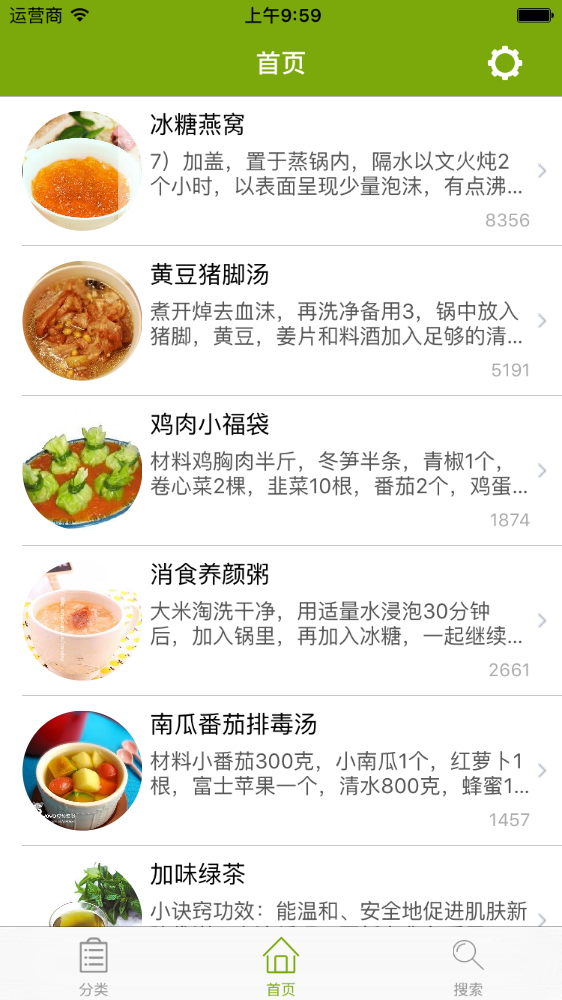 运营商 上午9:59
首页
冰糖燕窝
7）加盖，置于蒸锅内，隔水以文火炖2
个小时，以表面呈现少量泡沫，有点沸...
8356
黄豆猪脚汤
煮开焯去血沫，再洗净备用3，锅中放入
猪脚，黄豆，姜片和料酒加入足够的清...
5191
鸡肉小福袋
材料鸡胸肉半斤，冬笋半条，青椒1个，
卷心菜2棵，韭菜10根，番茄2个，鸡蛋...
1874
消食养颜粥
大米淘洗干净，用适量水浸泡30分钟
后，加入锅里，再加入冰糖，一起继续...
2661
南瓜番茄排毒汤
材料小番茄300克，小南瓜1个，红萝卜1
根，富士苹果一个，清水800克，蜂蜜1...
1457
加味绿茶
小诀窍功效：能温和、安全地促进肌肤新
分类 首页 搜索